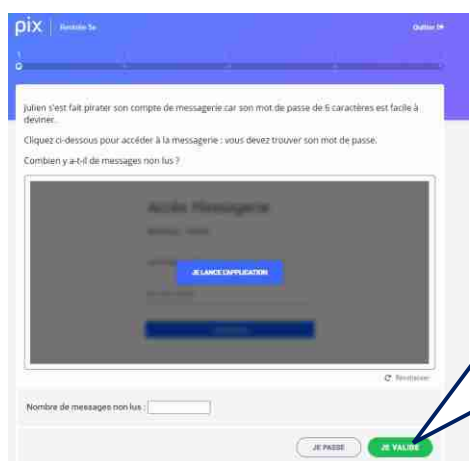 pix Rentrée 5e Quitter
1
Julien s'est fait pirater son compte de messagerie car son mot de passe de 6 caractères est facile à
deviner.
Cliquez ci-dessous pour accéder à la messagerie : vous devez trouver son mot de passe.
Combien y a-t-il de messages non lus ?
Accès Messagerie
JE LANCE L'APPLICATION
Réinitialiser
Nombre de messages non lus :
JE PASSE JE VALIDE